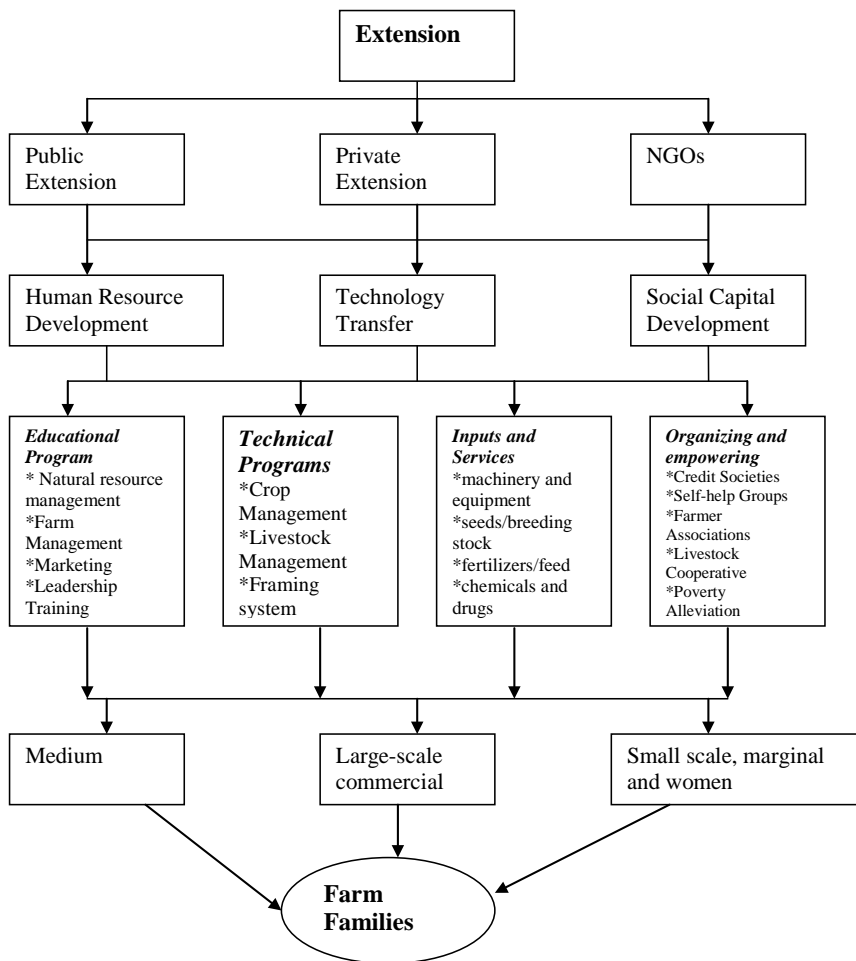 Extension
Public
Extension
Private
Extension
NGOs
Human Resource
Development
Technology
Transfer
Social Capital
Development
Educational
Program
* Natural resource
management
*Farm
Management
*Marketing
*Leadership
Training
Technical
Programs
*Crop
Management
*Livestock
Management
*Framing
system
Inputs and
Services
*machinery and
equipment
*seeds/breeding
stock
*fertilizers/feed
*chemicals and
drugs
Organizing and
empowering
*Credit Societies
*Self-help Groups
*Farmer
Associations
*Livestock
Cooperative
*Poverty
Alleviation
Medium
Large-scale
commercial
Small scale, marginal
and women
Farm
Families